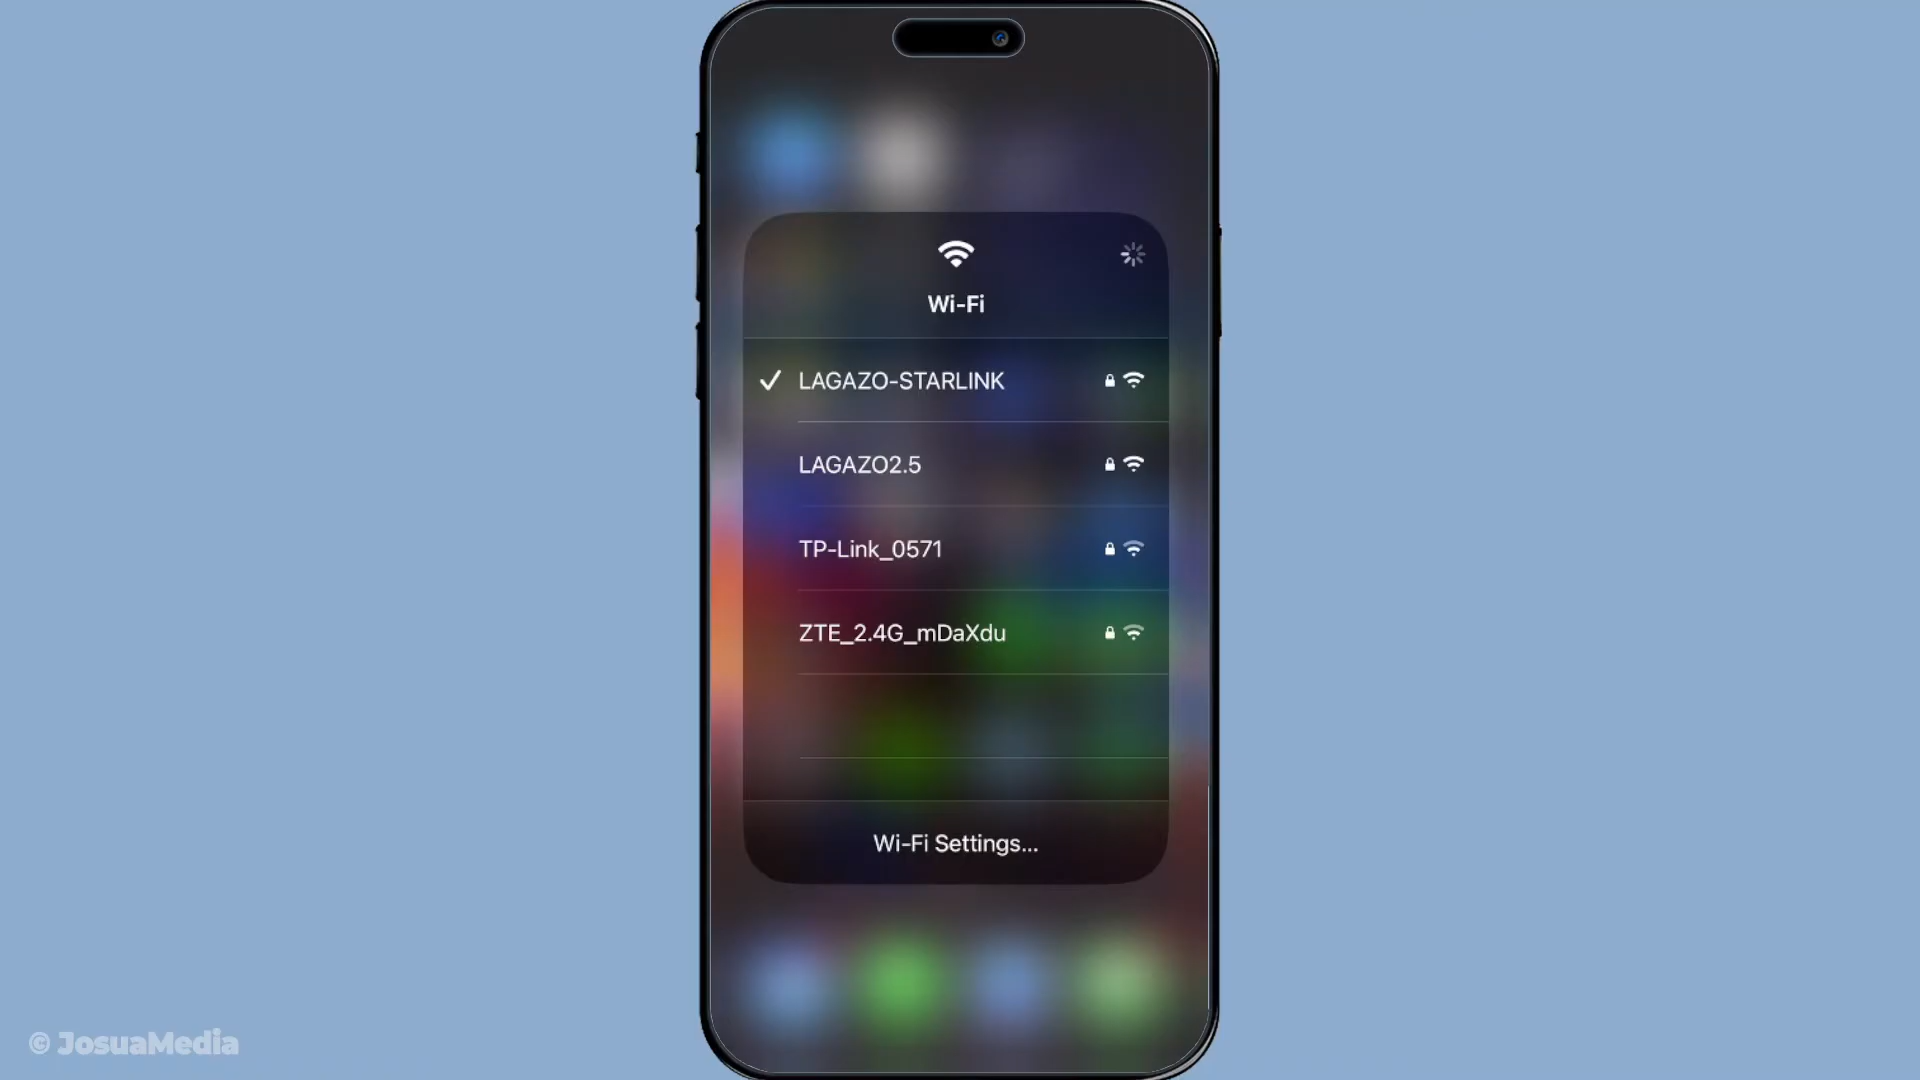 Wi-Fi
LAGAZO-STARLINK
LAGAZO2.5
TP-Link_0571
ZTE_2.4G_mDaXdu
Wi-Fi Settings...
© JosuaMedia